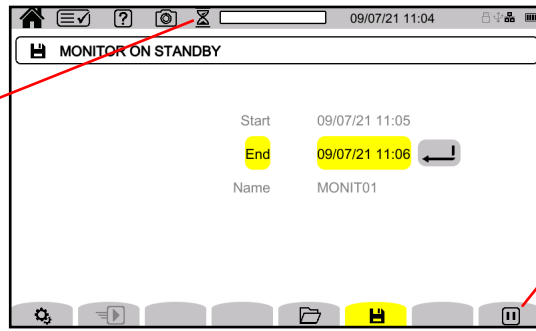 09/07/21 11:04
MONITOR ON STANDBY
Start 09/07/21 11:05
End 09/07/21 11:06
Name MONIT01